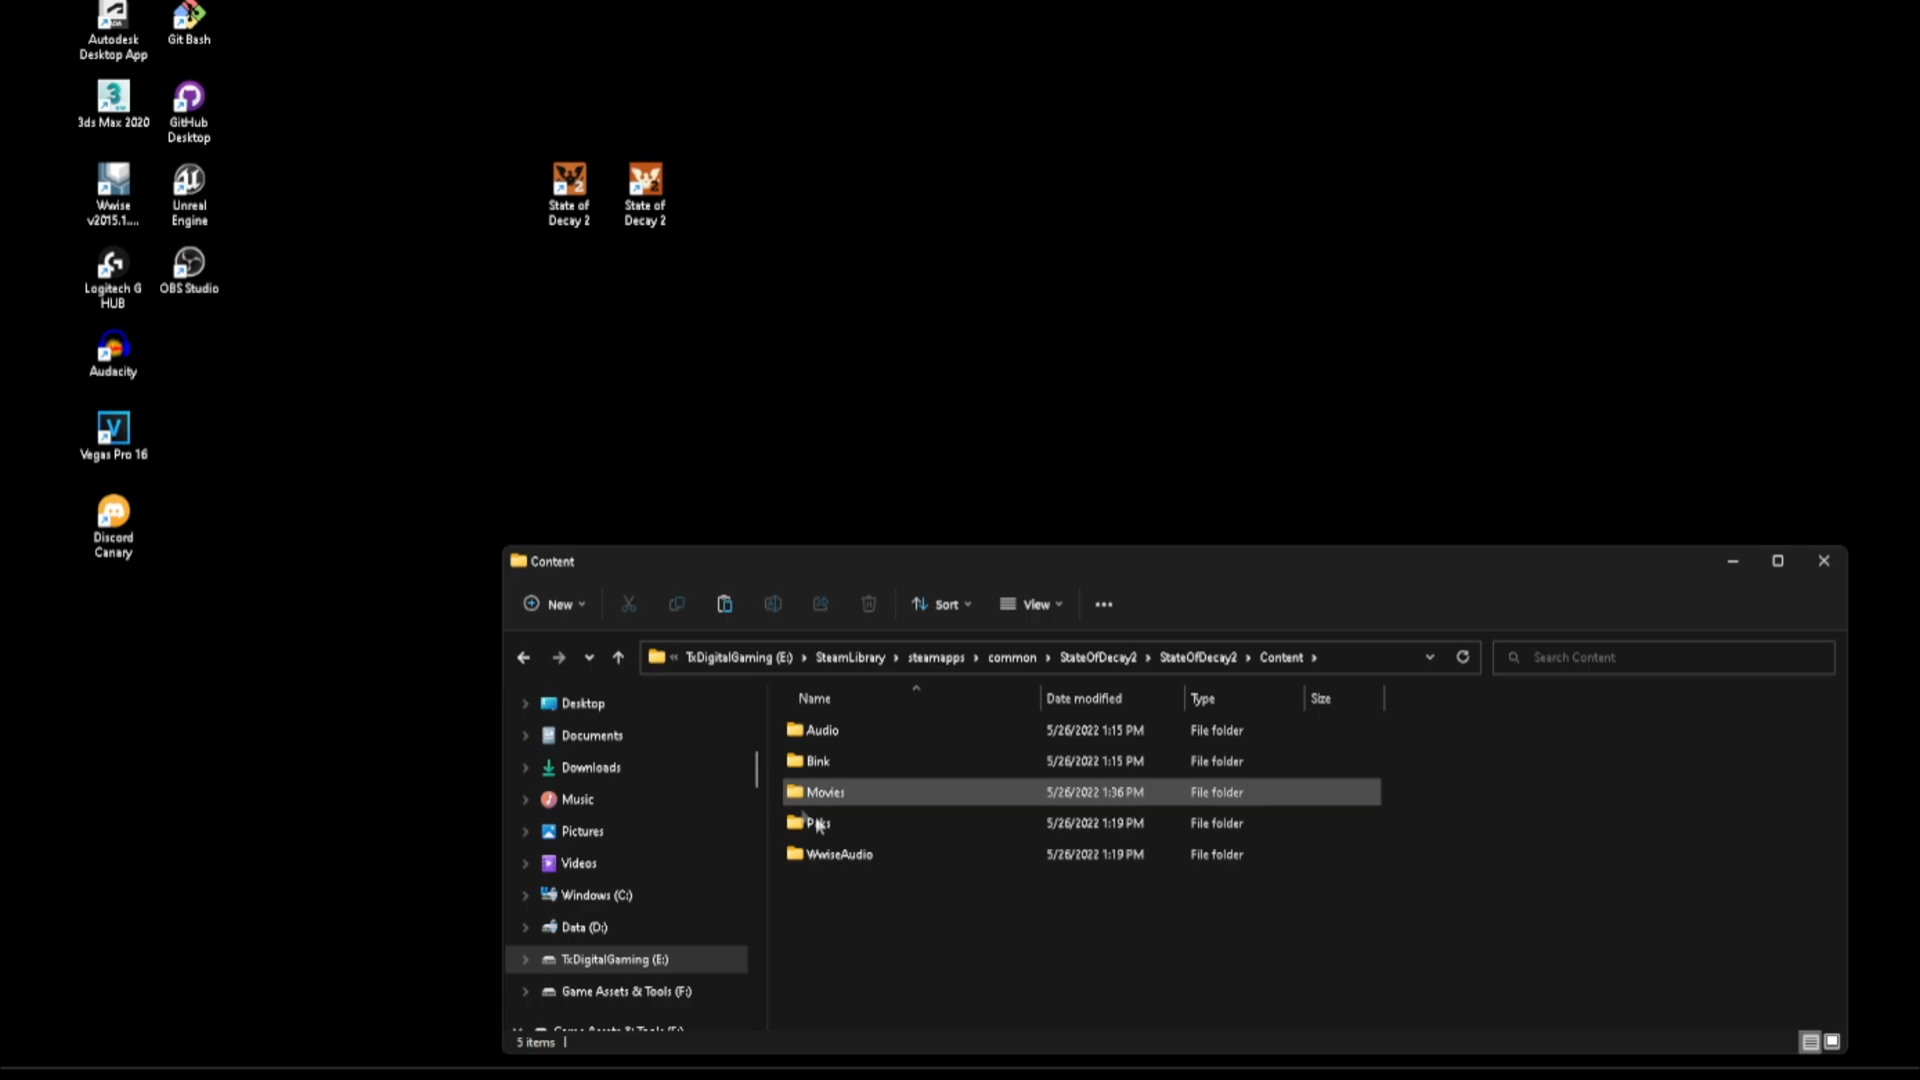 Autodesk
Desktop App
Git Bash
3ds Max 2020
GitHub
Desktop
Wwise
v2015.1....
Unreal
Engine
Logitech G
HUB
OBS Studio
Audacity
Vegas Pro 16
Discord
Canary
State of
Decay 2
State of
Decay 2
Content
New
Sort
View
TxDigitalGaming (E:) › SteamLibrary › steamapps › common › StateOfDecay2 › StateOfDecay2 › Content ›
Search Content
Name Date modified Type Size
Desktop
Documents
Downloads
Music
Pictures
Videos
Windows (C:)
Data (D:)
TxDigitalGaming (E:)
Game Assets & Tools (F:)
Audio 5/26/2022 1:15 PM File folder
Bink 5/26/2022 1:15 PM File folder
Movies 5/26/2022 1:36 PM File folder
5/26/2022 1:19 PM File folder
WwiseAudio 5/26/2022 1:19 PM File folder
5 items